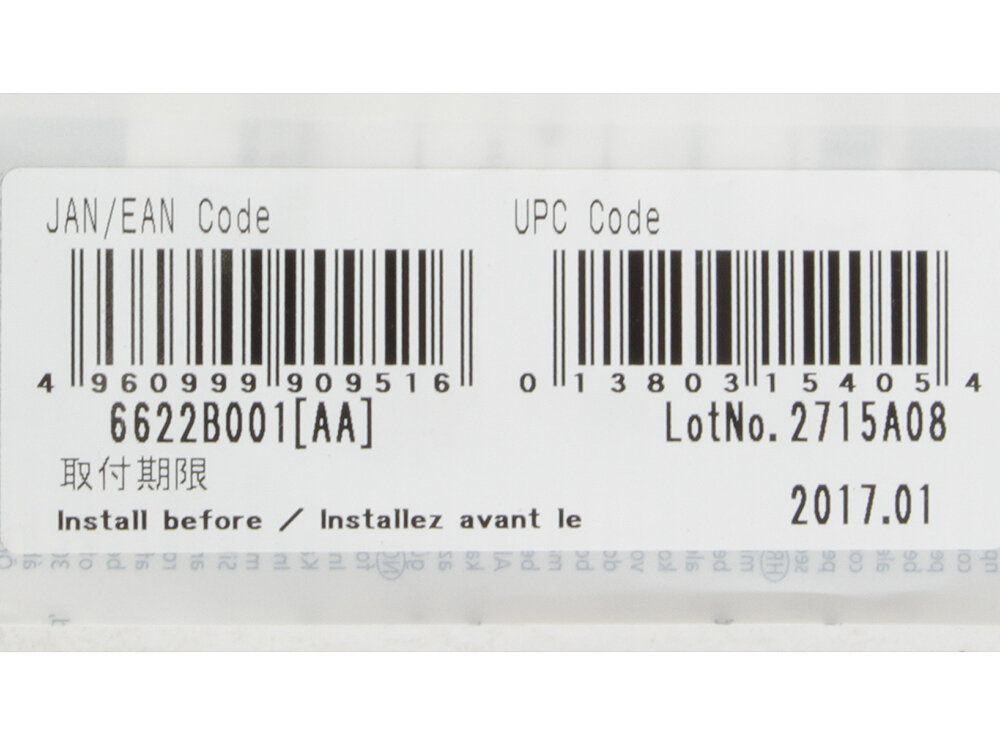 JAN/EAN Code
4 960999 909516
6622B001[AA]
UPC Code
0 13803 15405 4
LotNo. 2715A08
取付期限
Install before / Installez avant le
2017.01